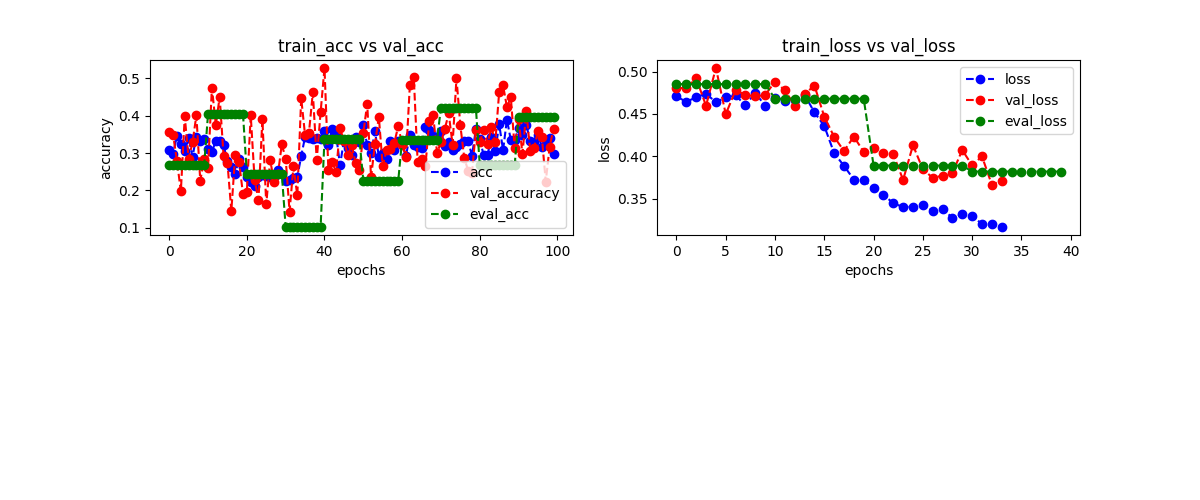 train_acc vs val_acc
accuracy
0.5
0.4
0.3
0.2
0.1
0 20 40 60 80 100
epochs
acc
val_accuracy
eval_acc
train_loss vs val_loss
loss
0.50
0.45
0.40
0.35
0 5 10 15 20 25 30 35 40
epochs
loss
val_loss
eval_loss